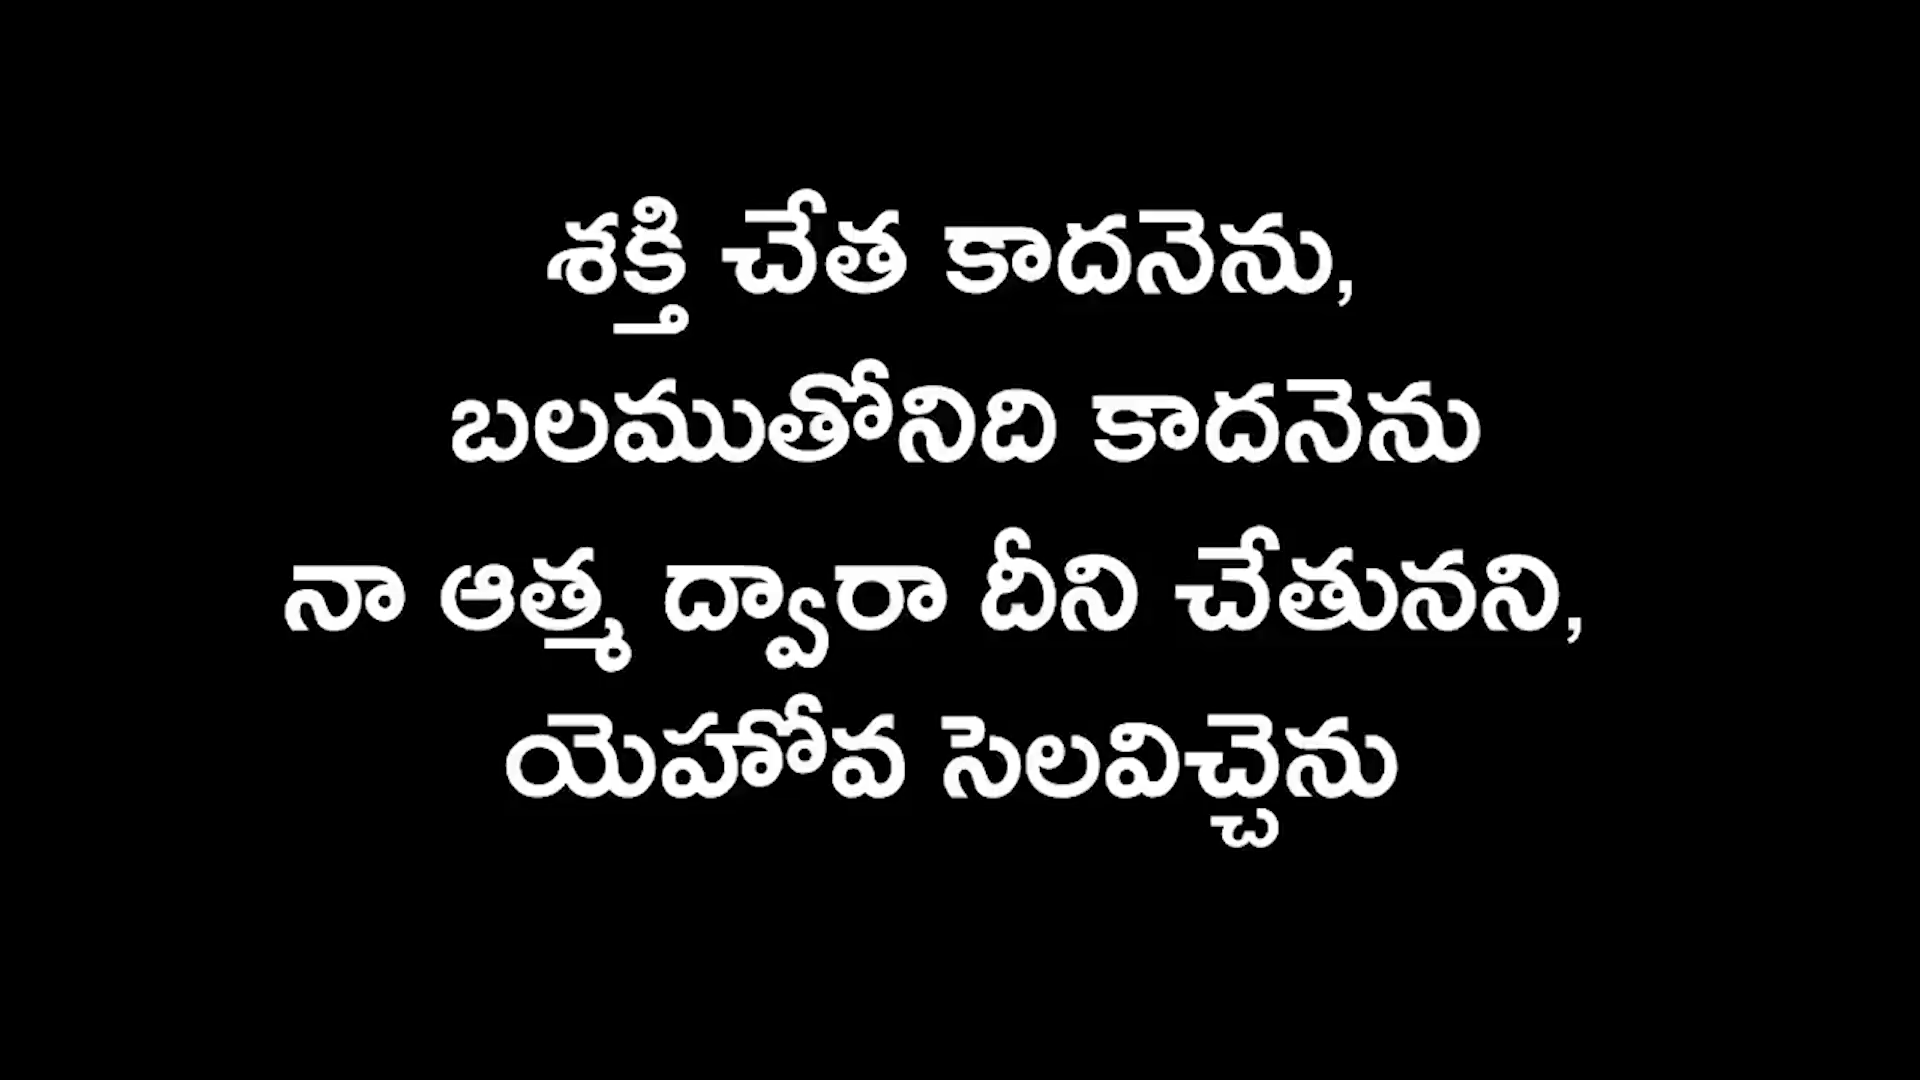 శక్తి చేత కాదనెను,
బలముతోనిది కాదనెను
నా ఆత్మ ద్వారా దీని చేతునని,
యెహోవ సెలవిచ్చెను